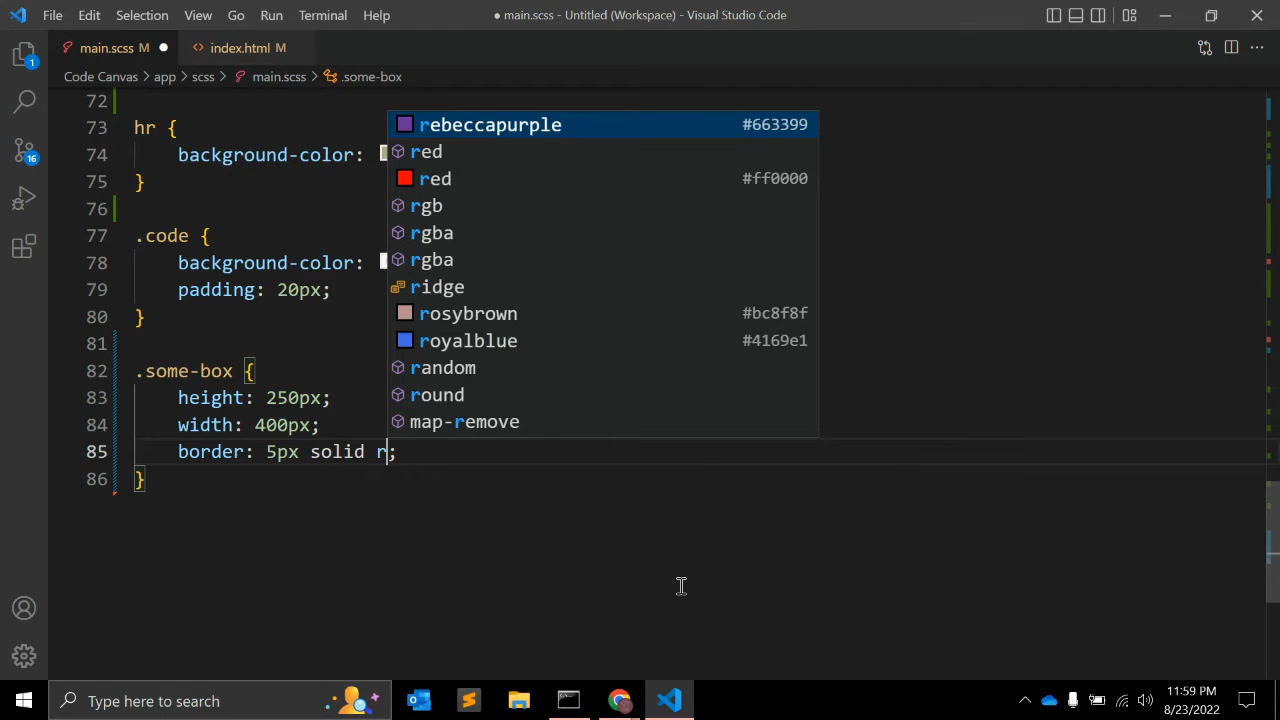 File Edit Selection View Go Run Terminal Help ● main.scss - Untitled (Workspace) - Visual Studio Code
main.scss M ● <> index.html M
Code Canvas > app > scss > main.scss > .some-box
72
73 hr {
74 background-color:
75 }
76
77 .code {
78 background-color:
79 padding: 20px;
80 }
81
82 .some-box {
83 height: 250px;
84 width: 400px;
85 border: 5px solid r;
86 }
rebeccapurple #663399
red
red #ff0000
rgb
rgba
rgba
ridge
rosybrown #bc8f8f
royalblue #4169e1
random
round
map-remove
1
16
Type here to search
11:59 PM
8/23/2022